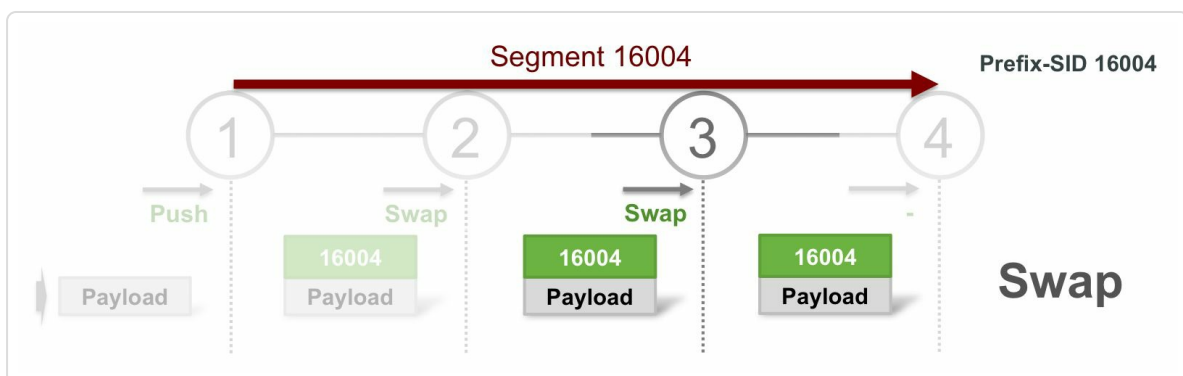 Segment 16004
Prefix-SID 16004
1 2 3 4
Push Swap Swap -
16004 16004 16004
Payload Payload Payload Payload
Swap